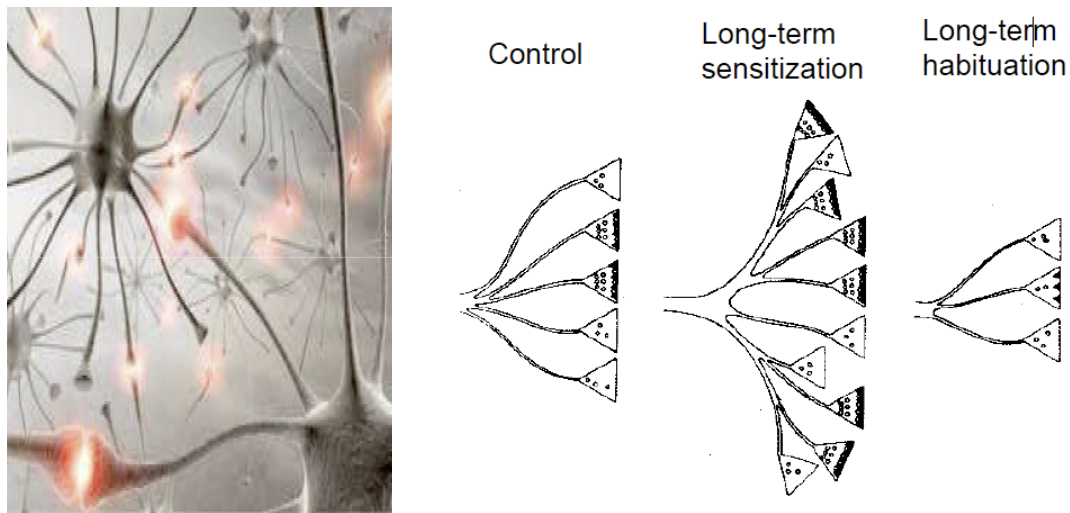 Control
Long-term
sensitization
Long-term
habituation